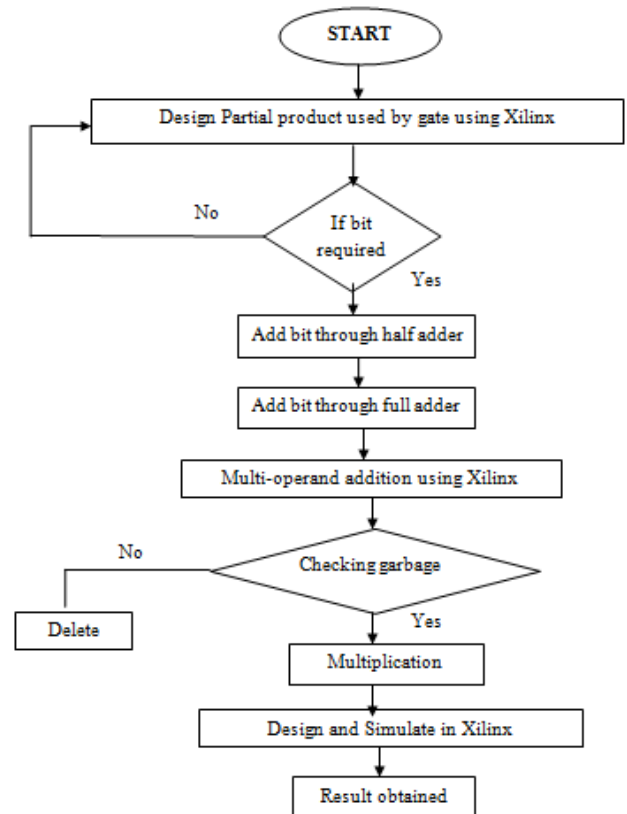 START
Design Partial product used by gate using Xilinx
No
If bit
required
Yes
Add bit through half adder
Add bit through full adder
Multi-operand addition using Xilinx
No
Checking garbage
Delete
Yes
Multiplication
Design and Simulate in Xilinx
Result obtained